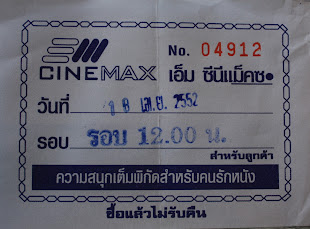 No. 04912
CINEMAX เอ็ม ซีนีแม็คซ
วันที่ 18 เม.ย. 2552
รอบ รอบ 12.00 น.
สำหรับลูกค้า
ความสนุกเต็มพิกัดสำหรับคนรักหนัง
ซื้อแล้วไม่รับคืน